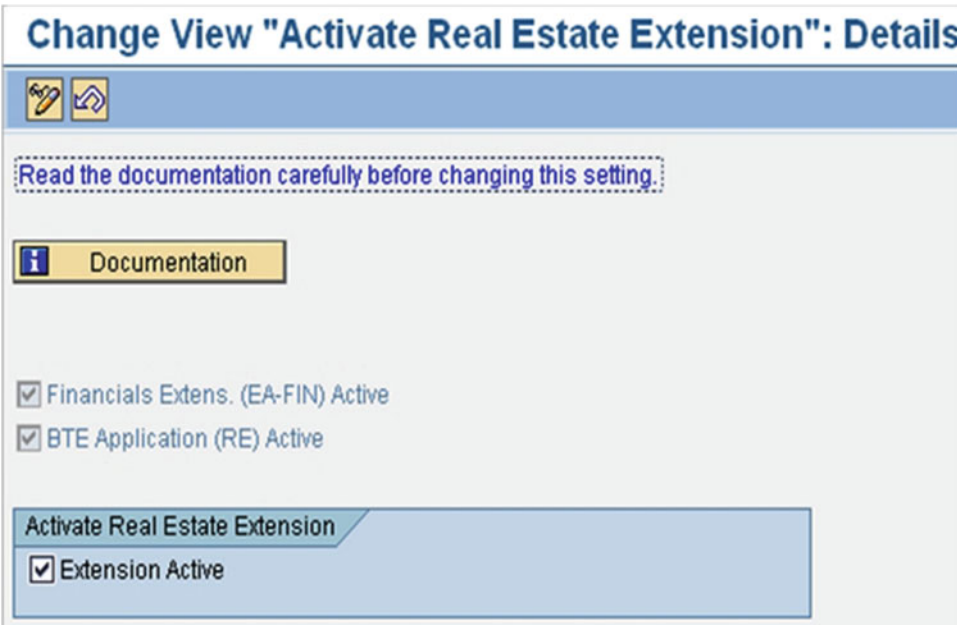 Change View "Activate Real Estate Extension": Details
Read the documentation carefully before changing this setting.
Documentation
Financials Extens. (EA-FIN) Active
BTE Application (RE) Active
Activate Real Estate Extension
Extension Active